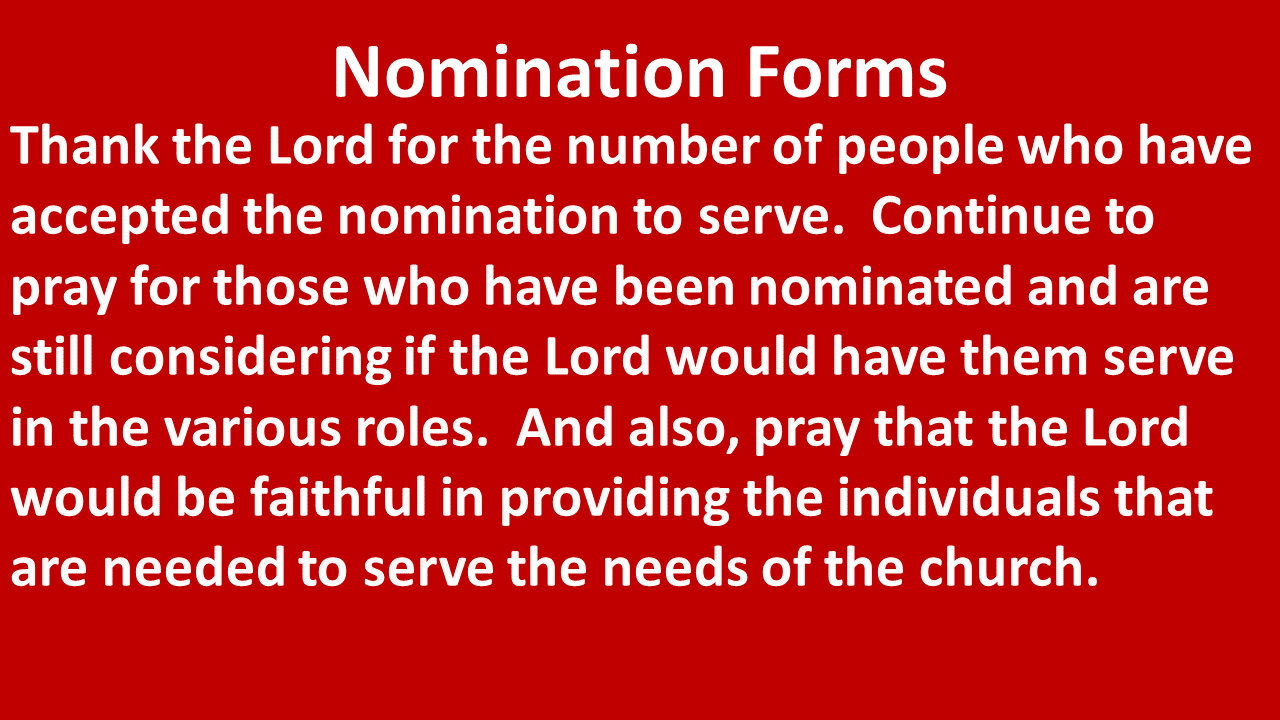 Nomination Forms
Thank the Lord for the number of people who have
accepted the nomination to serve.  Continue to
pray for those who have been nominated and are
still considering if the Lord would have them serve
in the various roles.  And also, pray that the Lord
would be faithful in providing the individuals that
are needed to serve the needs of the church.